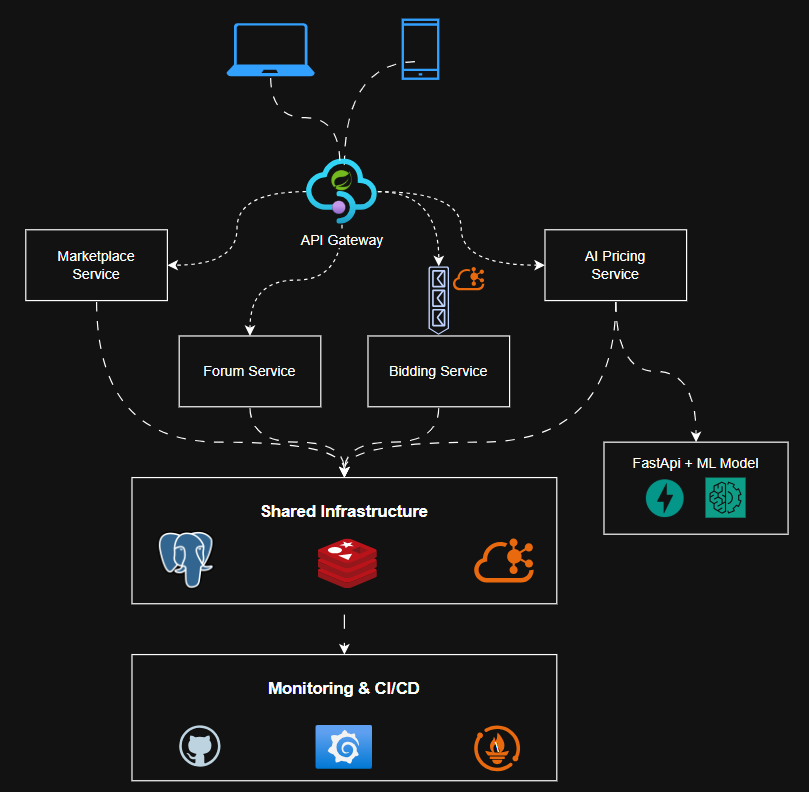 API Gateway
Marketplace
Service
AI Pricing
Service
Forum Service
Bidding Service
FastApi + ML Model
Shared Infrastructure
Monitoring & CI/CD